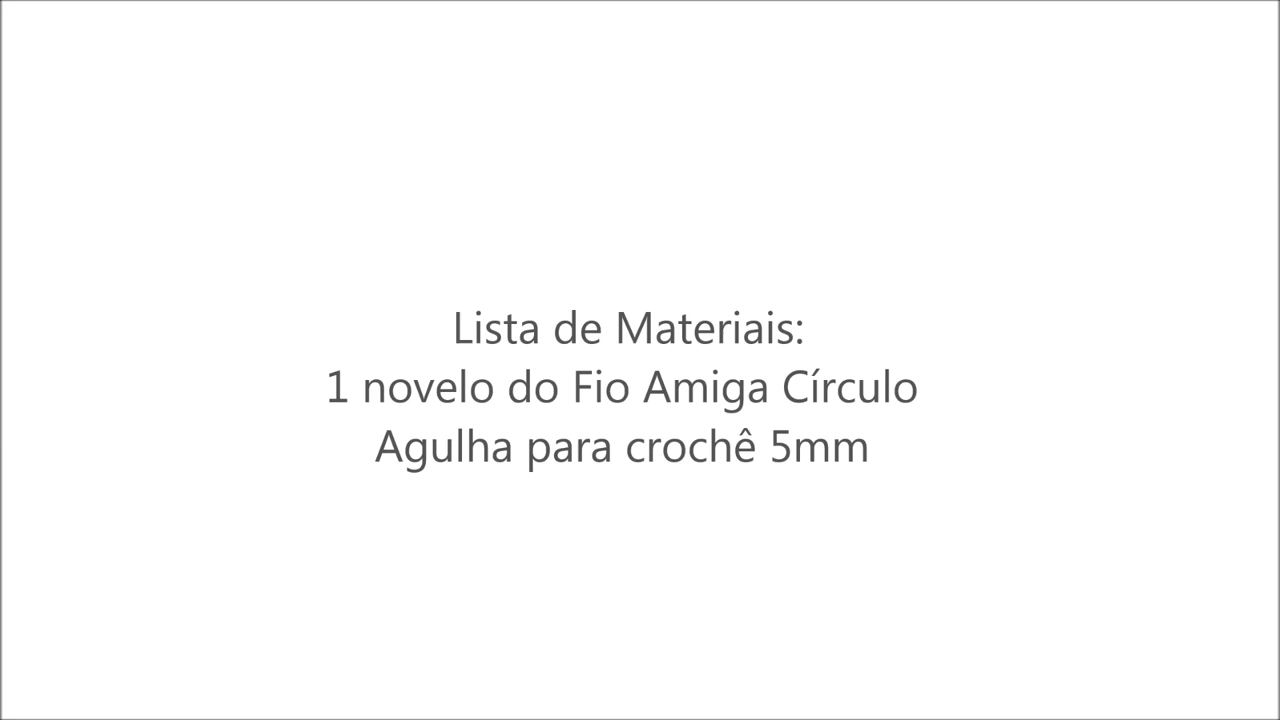 Lista de Materiais:
1 novelo do Fio Amiga Círculo
Agulha para crochê 5mm